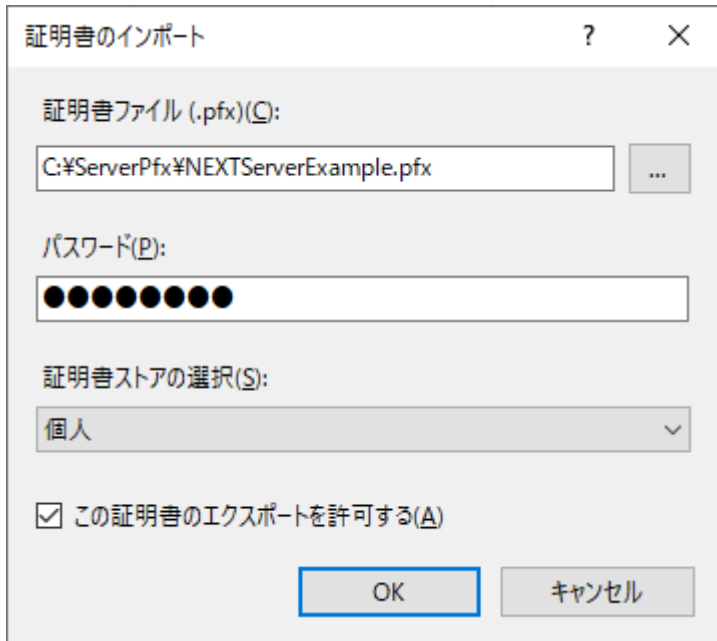 証明書のインポート ? ×
証明書ファイル (.pfx)(C):
C:¥ServerPfx¥NEXTServerExample.pfx ...
パスワード(P):
●●●●●●●●
証明書ストアの選択(S):
個人
この証明書のエクスポートを許可する(A)
OK キャンセル